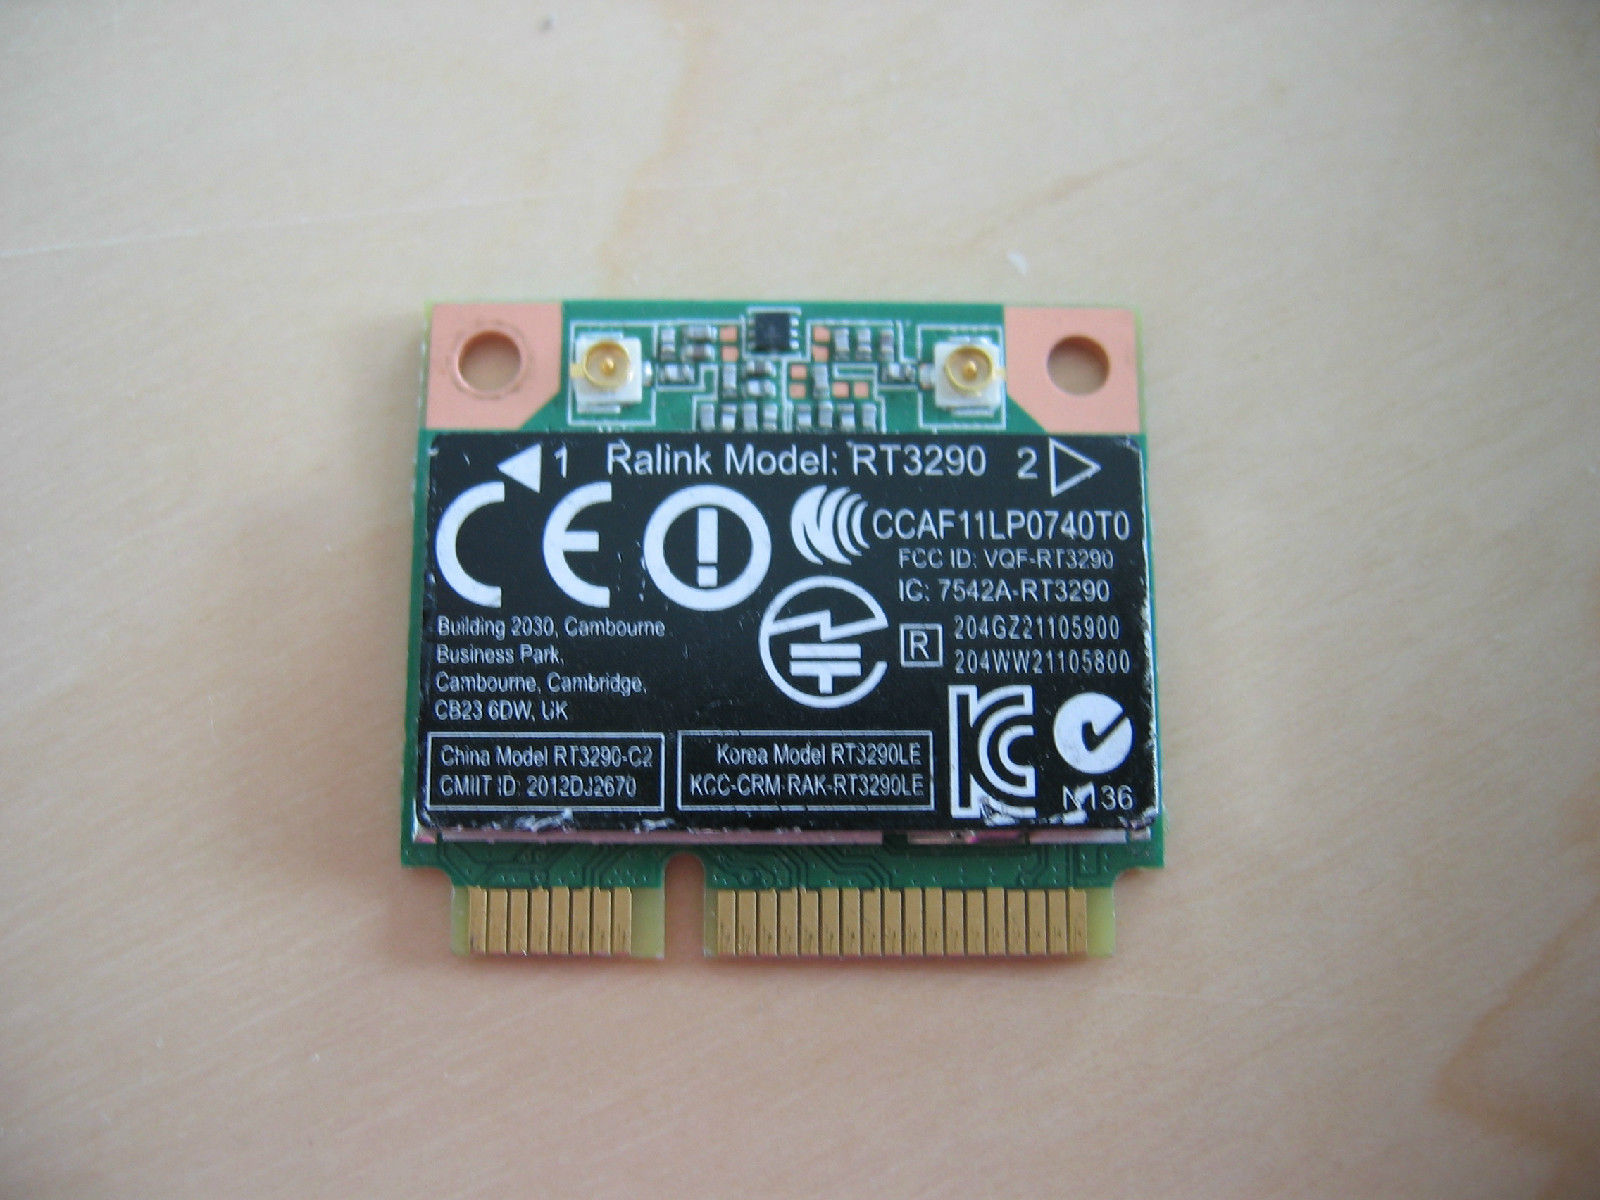 1 Ralink Model: RT3290 2
CE
CCAF11LP0740T0
FCC ID: VQF-RT3290
IC: 7542A-RT3290
Building 2030, Cambourne
Business Park,
Cambourne, Cambridge,
CB23 6DW, UK
R 204GZ21105900
204WW21105800
China Model RT3290-C2
CMIIT ID: 2012DJ2670
Korea Model RT3290LE
KCC-CRM-RAK-RT3290LE
KC
N136